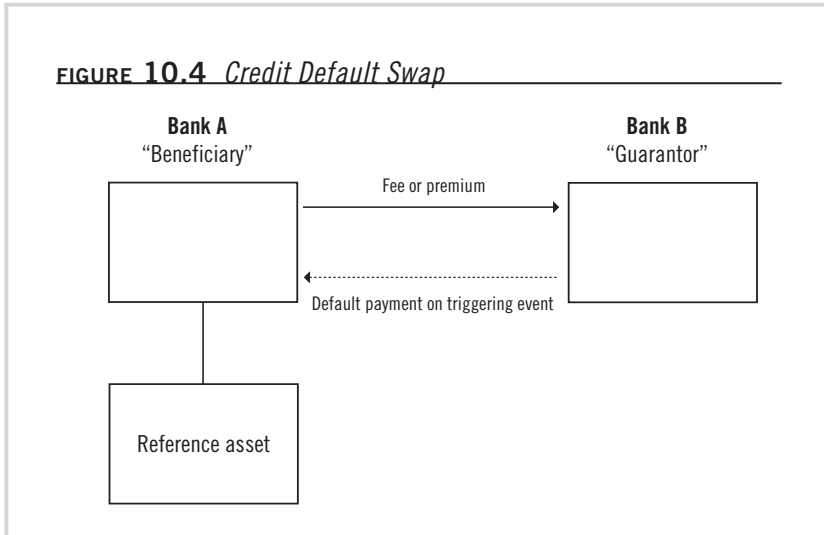 FIGURE 10.4 Credit Default Swap
Bank A
“Beneficiary”
Bank B
“Guarantor”
Fee or premium
Default payment on triggering event
Reference asset